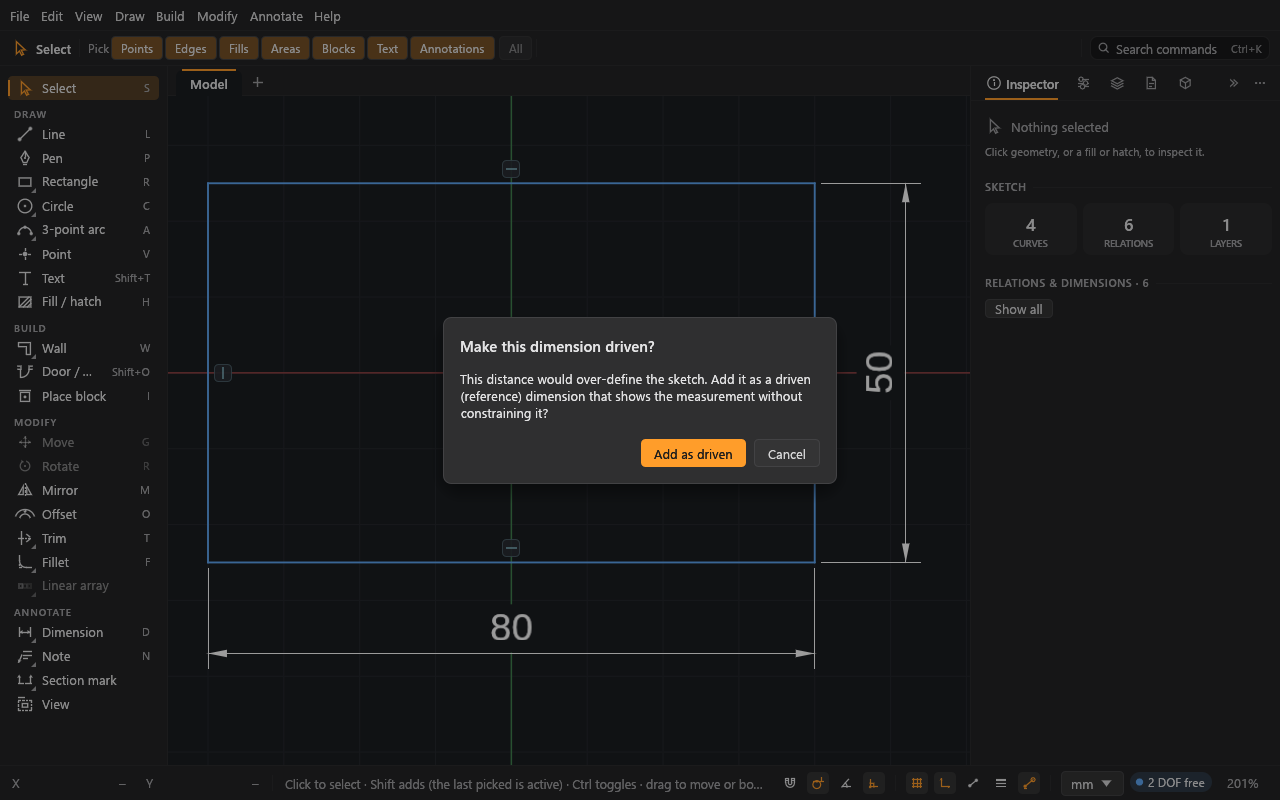 File Edit View Draw Build Modify Annotate Help
Select Pick Points Edges Fills Areas Blocks Text Annotations All Search commands Ctrl+K
Select S
DRAW
Line L
Pen P
Rectangle R
Circle C
3-point arc A
Point V
Text Shift+T
Fill / hatch H
BUILD
Wall W
Door / ... Shift+O
Place block I
MODIFY
Move G
Rotate R
Mirror M
Offset O
Trim T
Fillet F
Linear array
ANNOTATE
Dimension D
Note N
Section mark
View
Model +
50
80
Make this dimension driven?
This distance would over-define the sketch. Add it as a driven
(reference) dimension that shows the measurement without
constraining it?
Add as driven Cancel
Inspector
Nothing selected
Click geometry, or a fill or hatch, to inspect it.
SKETCH
4 6 1
CURVES RELATIONS LAYERS
RELATIONS & DIMENSIONS · 6
Show all
X – Y – Click to select · Shift adds (the last picked is active) · Ctrl toggles · drag to move or bo... mm 2 DOF free 201%